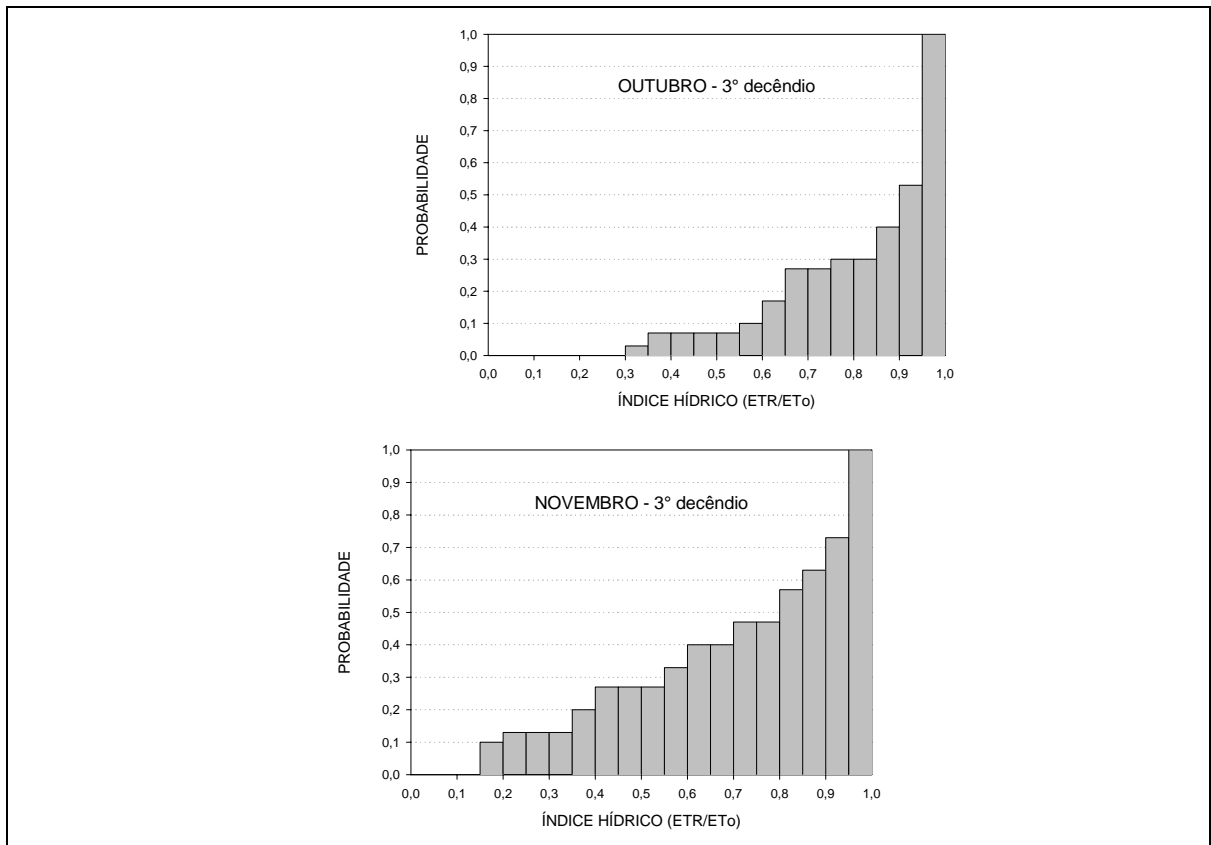 1,0
0,9
OUTUBRO - 3° decêndio
0,8
0,7
0,6
0,5
0,4
0,3
0,2
0,1
0,0
PROBABILIDADE
0,0 0,1 0,2 0,3 0,4 0,5 0,6 0,7 0,8 0,9 1,0
ÍNDICE HÍDRICO (ETR/ETo)
1,0
0,9
NOVEMBRO - 3° decêndio
0,8
0,7
0,6
0,5
0,4
0,3
0,2
0,1
0,0
PROBABILIDADE
0,0 0,1 0,2 0,3 0,4 0,5 0,6 0,7 0,8 0,9 1,0
ÍNDICE HÍDRICO (ETR/ETo)